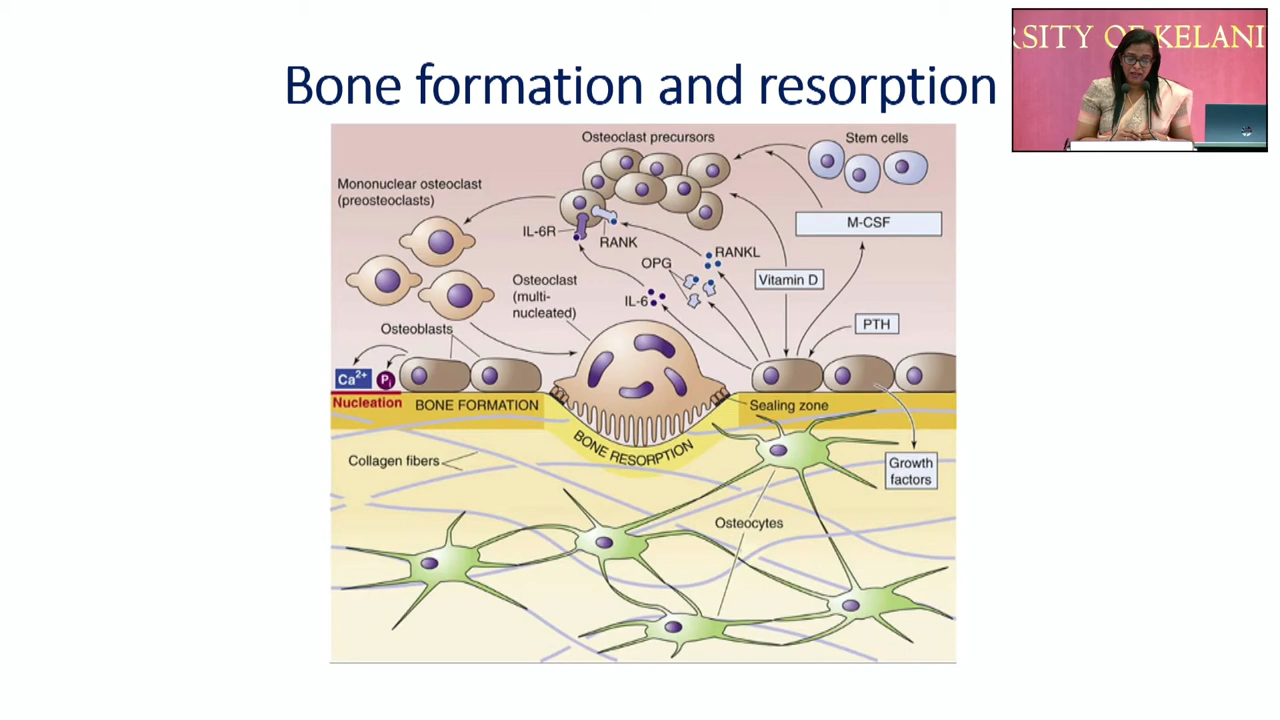 RSITY OF KELANI
Bone formation and resorption
Osteoclast precursors
Stem cells
Mononuclear osteoclast
(preosteoclasts)
M-CSF
IL-6R
RANK
RANKL
OPG
Osteoclast
(multi-
nucleated)
Vitamin D
IL-6
PTH
Osteoblasts
Ca2+
Pi
Nucleation
BONE FORMATION
Sealing zone
BONE RESORPTION
Collagen fibers
Growth
factors
Osteocytes